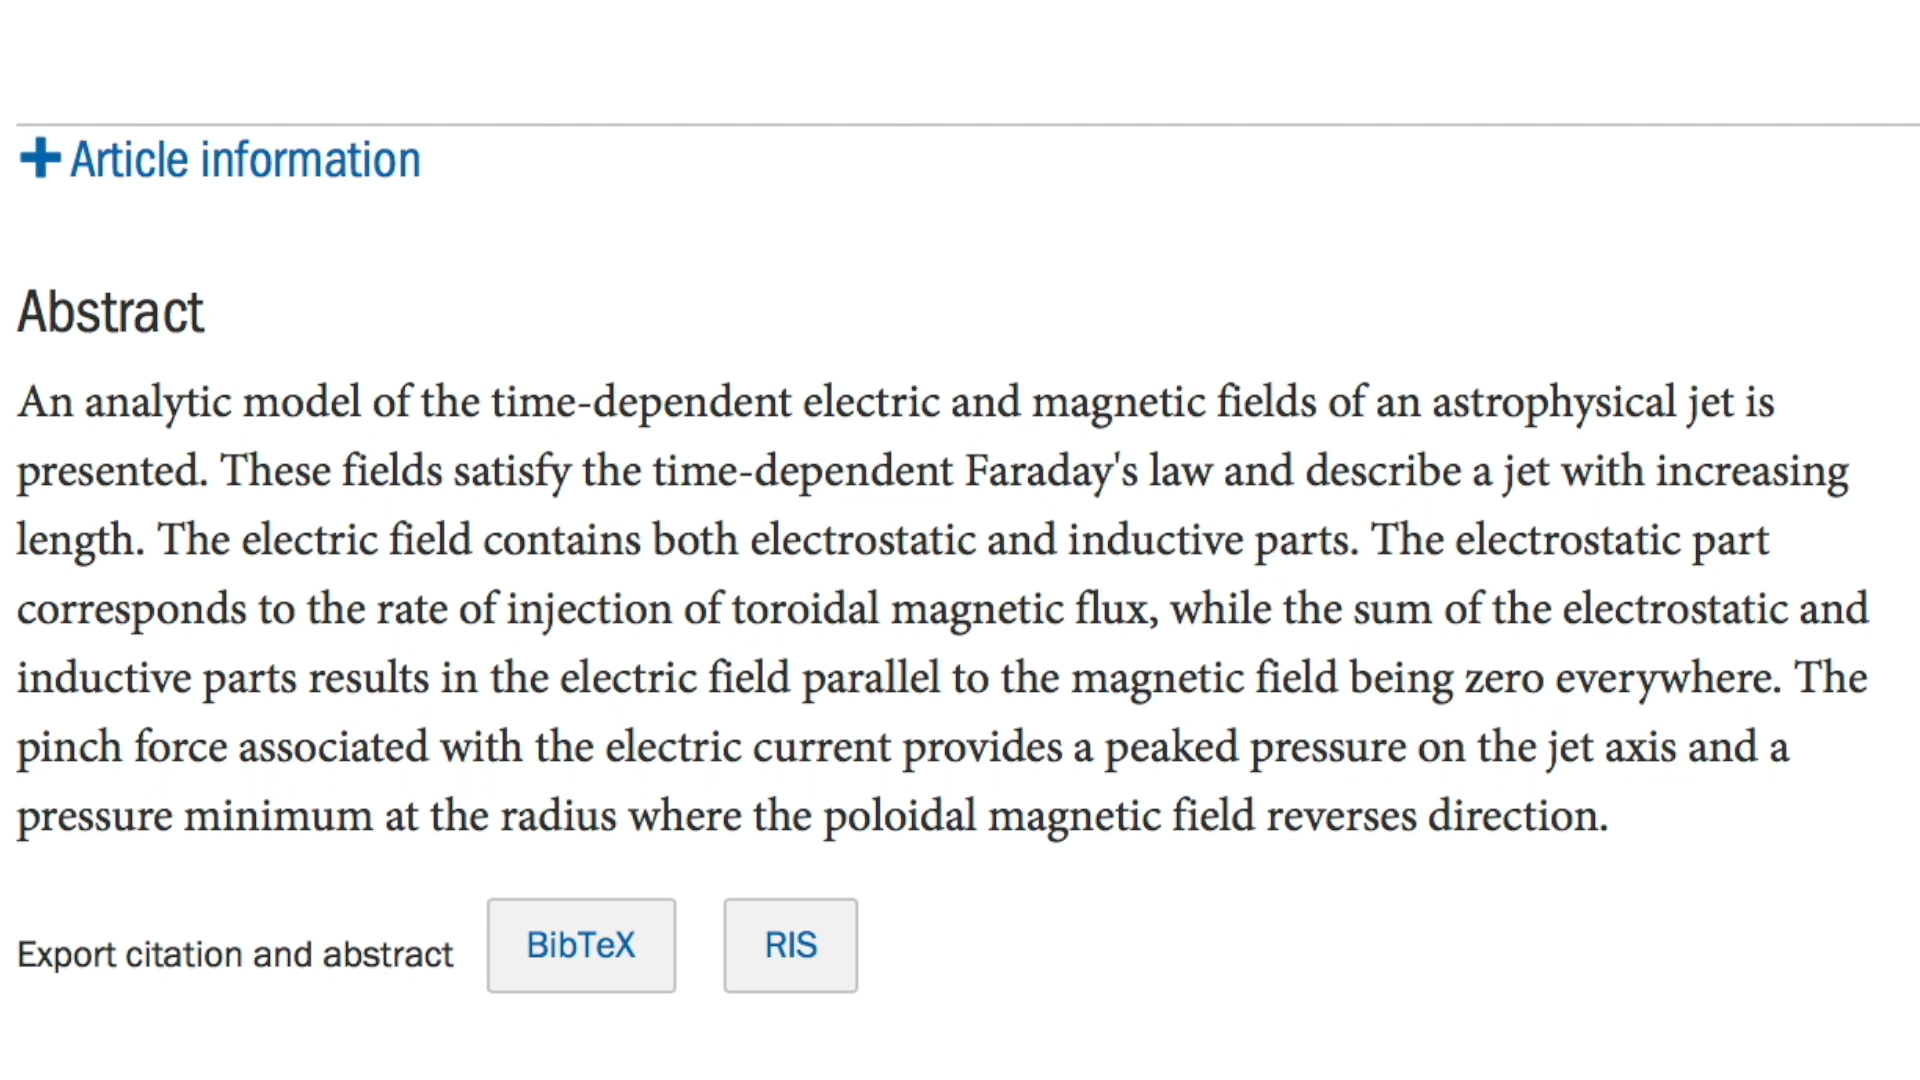 Article information
Abstract
An analytic model of the time-dependent electric and magnetic fields of an astrophysical jet is
presented. These fields satisfy the time-dependent Faraday's law and describe a jet with increasing
length. The electric field contains both electrostatic and inductive parts. The electrostatic part
corresponds to the rate of injection of toroidal magnetic flux, while the sum of the electrostatic and
inductive parts results in the electric field parallel to the magnetic field being zero everywhere. The
pinch force associated with the electric current provides a peaked pressure on the jet axis and a
pressure minimum at the radius where the poloidal magnetic field reverses direction.
Export citation and abstract BibTeX RIS